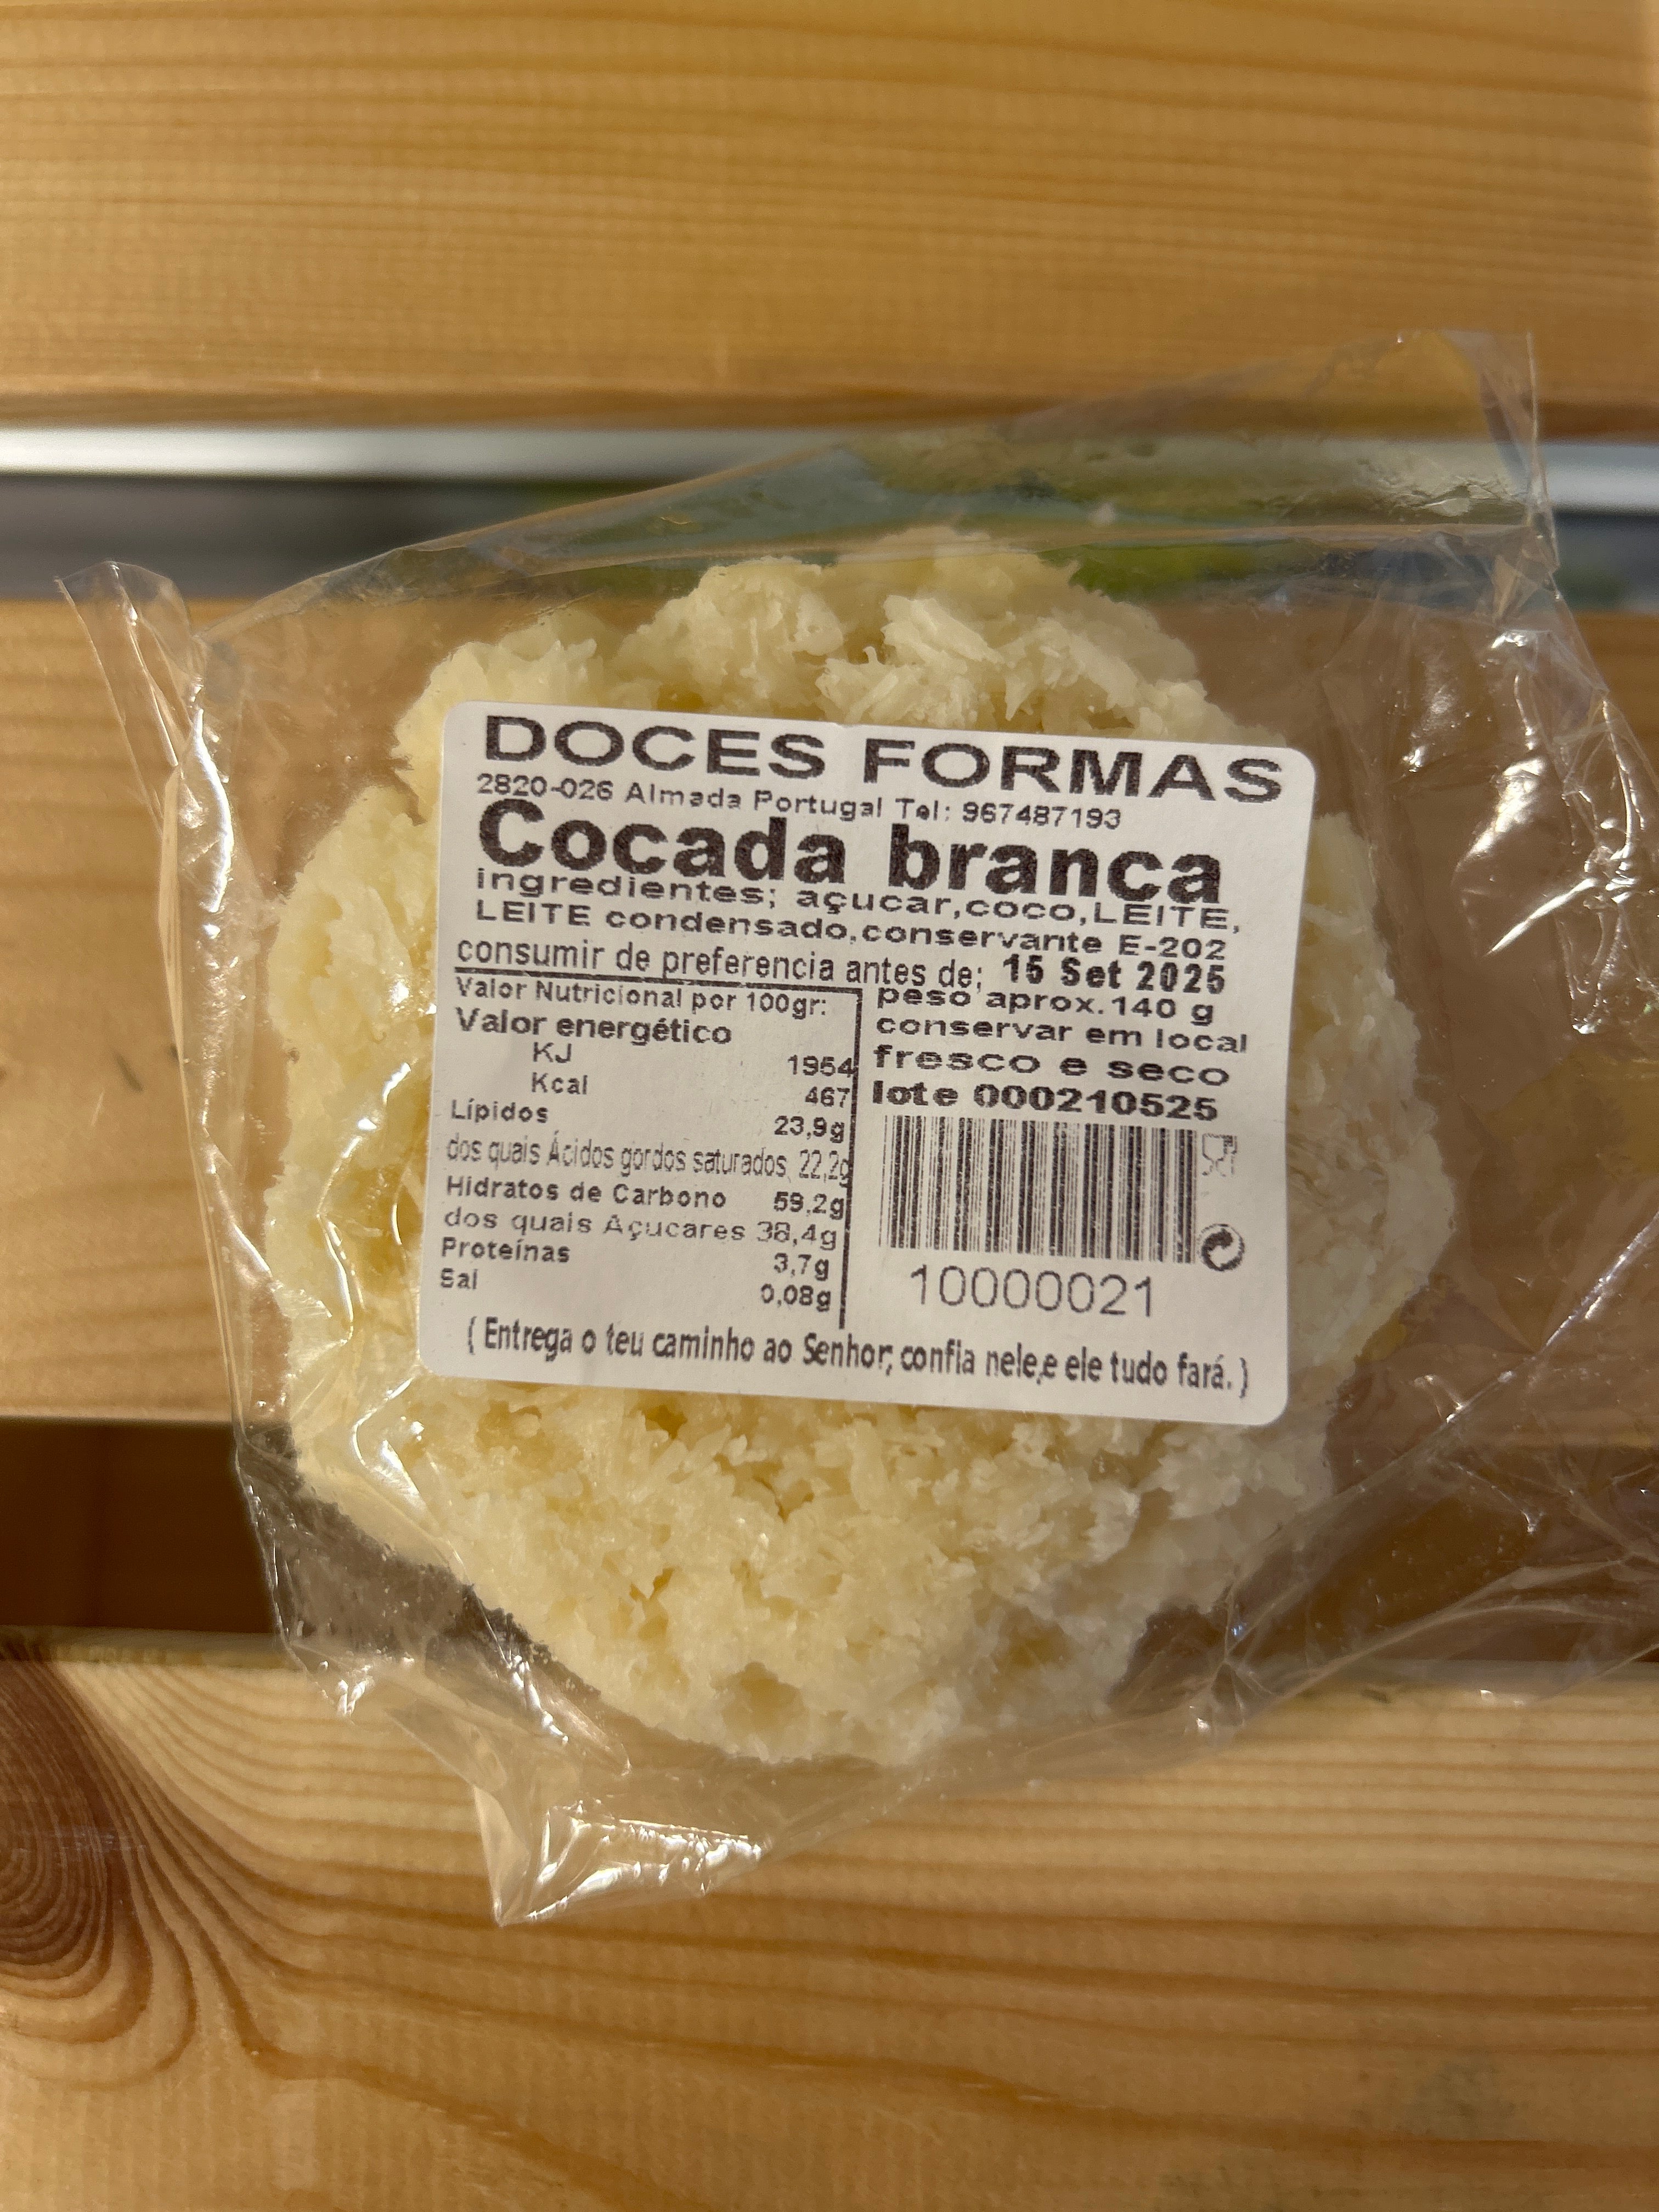 DOCES FORMAS
2820-026 Almada Portugal Tel: 967487193
Cocada branca
ingredientes; açucar,coco,LEITE,
LEITE condensado,conservante E-202
consumir de preferencia antes de; 15 Set 2025
Valor Nutricional por 100gr:
Valor energético
KJ 1954
Kcal 467
Lípidos 23,9g
dos quais Ácidos gordos saturados 22,2g
Hidratos de Carbono 59,2g
dos quais Açucares 38,4g
Proteínas 3,7g
Sal 0,08g
peso aprox.140 g
conservar em local
fresco e seco
lote 000210525
10000021
( Entrega o teu caminho ao Senhor; confia nele,e ele tudo fará. )